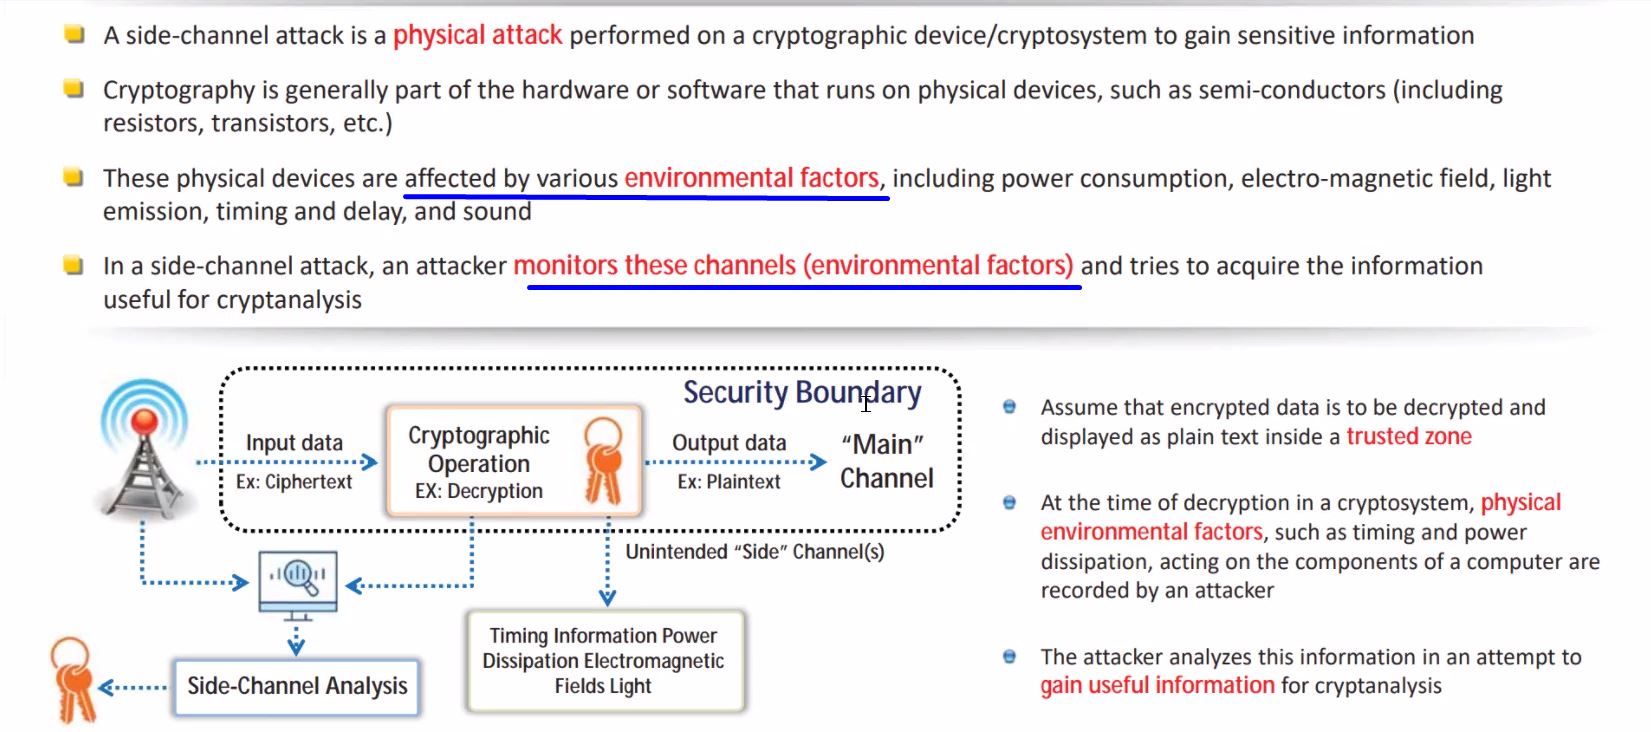 A side-channel attack is a physical attack performed on a cryptographic device/cryptosystem to gain sensitive information
Cryptography is generally part of the hardware or software that runs on physical devices, such as semi-conductors (including
resistors, transistors, etc.)
These physical devices are affected by various environmental factors, including power consumption, electro-magnetic field, light
emission, timing and delay, and sound
In a side-channel attack, an attacker monitors these channels (environmental factors) and tries to acquire the information
useful for cryptanalysis
Security Boundary
Input data
Ex: Ciphertext
Cryptographic
Operation
EX: Decryption
Output data
Ex: Plaintext
“Main”
Channel
Unintended “Side” Channel(s)
Timing Information Power
Dissipation Electromagnetic
Fields Light
Side-Channel Analysis
Assume that encrypted data is to be decrypted and
displayed as plain text inside a trusted zone
At the time of decryption in a cryptosystem, physical
environmental factors, such as timing and power
dissipation, acting on the components of a computer are
recorded by an attacker
The attacker analyzes this information in an attempt to
gain useful information for cryptanalysis